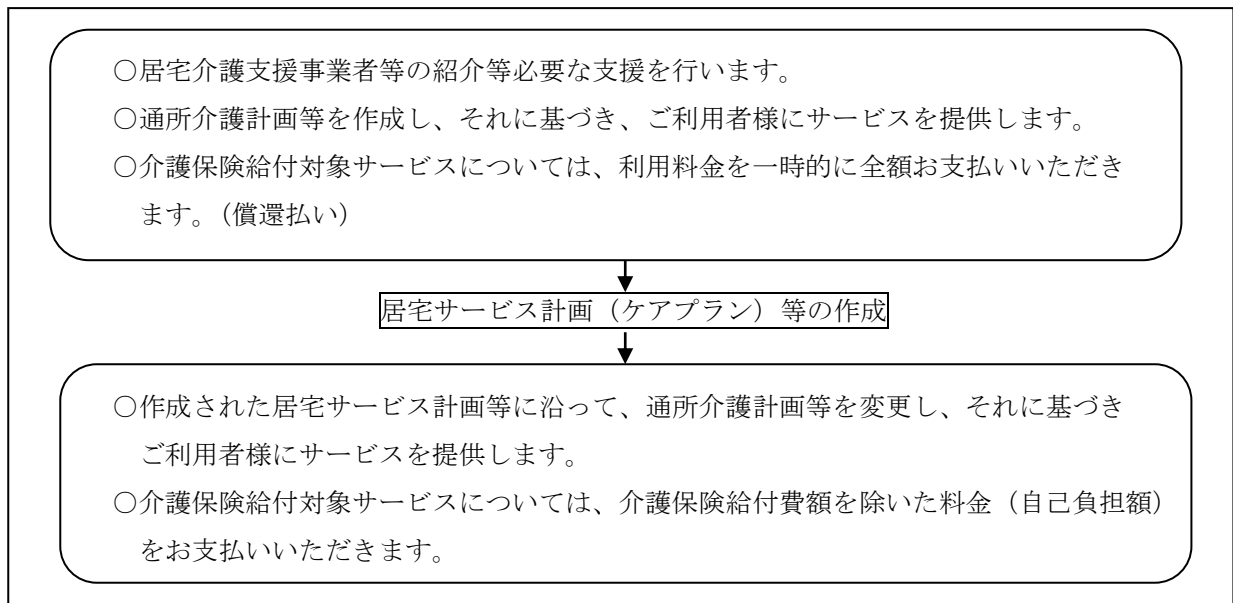 ○居宅介護支援事業者等の紹介等必要な支援を行います。
○通所介護計画等を作成し、それに基づき、ご利用者様にサービスを提供します。
○介護保険給付対象サービスについては、利用料金を一時的に全額お支払いいただき
ます。（償還払い）
居宅サービス計画（ケアプラン）等の作成
○作成された居宅サービス計画等に沿って、通所介護計画等を変更し、それに基づき
ご利用者様にサービスを提供します。
○介護保険給付対象サービスについては、介護保険給付費額を除いた料金（自己負担額）
をお支払いいただきます。